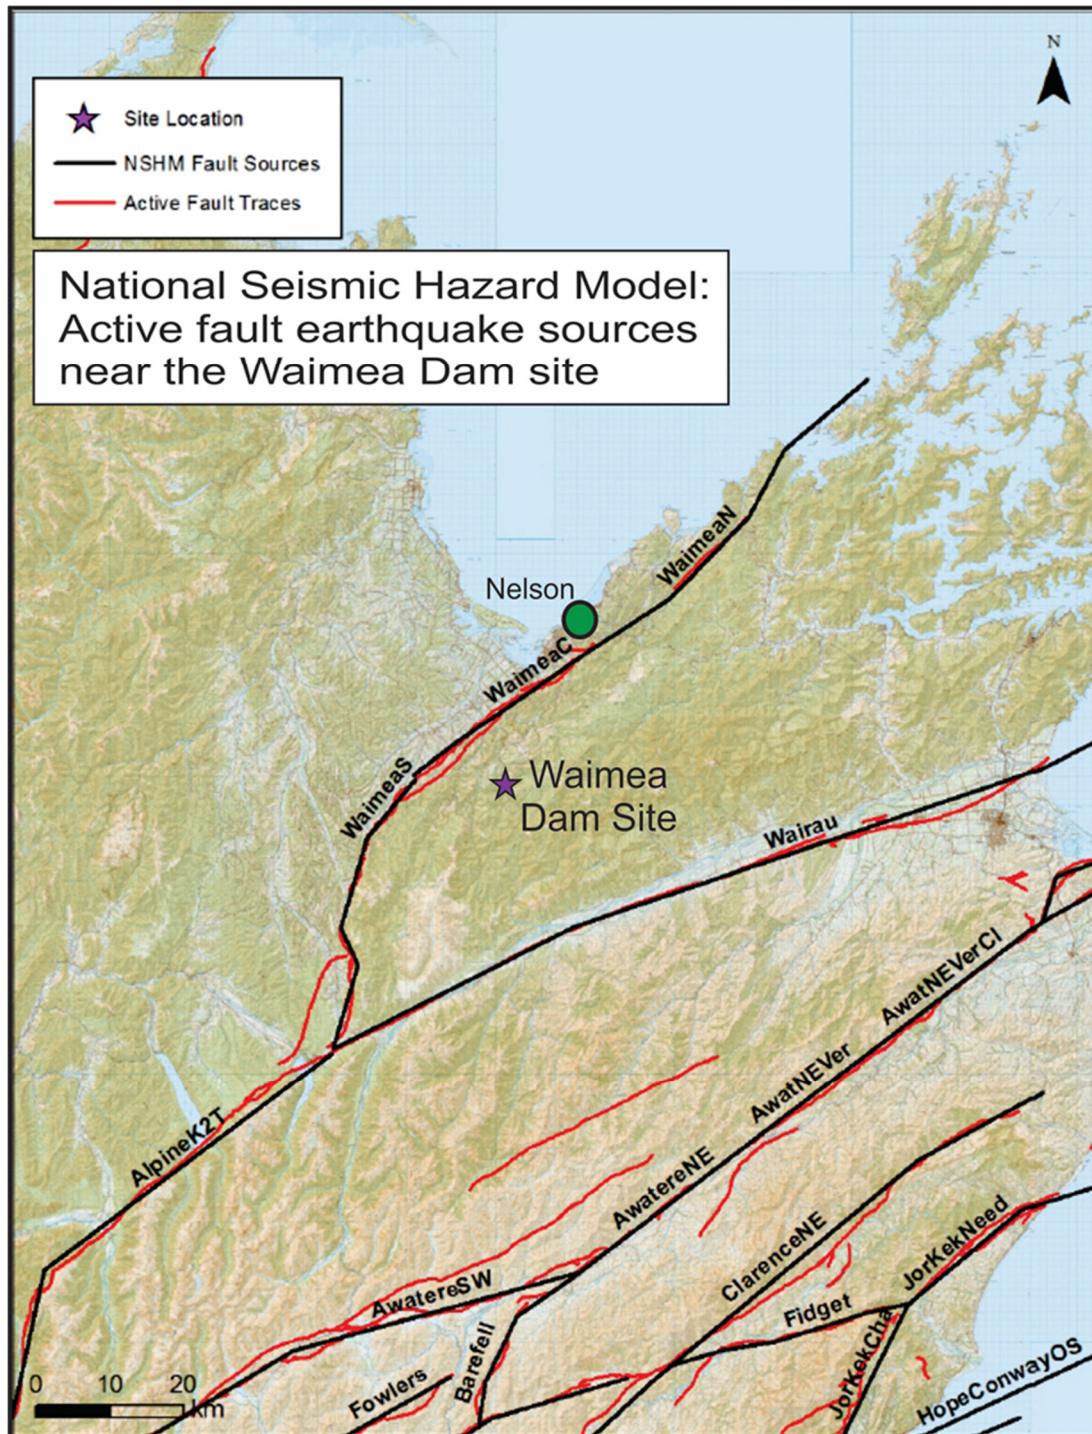 N
Site Location
NSHM Fault Sources
Active Fault Traces
National Seismic Hazard Model:
Active fault earthquake sources
near the Waimea Dam site
WaimeaN
Nelson
WaimeaC
WaimeaS
Waimea
Dam Site
Wairau
AwatNEVerCl
AwatNEVer
AlpineK2T
AwatereNE
ClarenceNE
JorKekNeed
AwatereSW
Fidget
Barefell
JorKekCha
Fowlers
HopeConwayOS
0 10 20
km